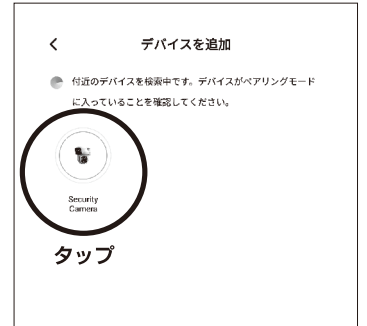 デバイスを追加
付近のデバイスを検索中です。デバイスがペアリングモード
に入っていることを確認してください。
Security
Camera
タップ